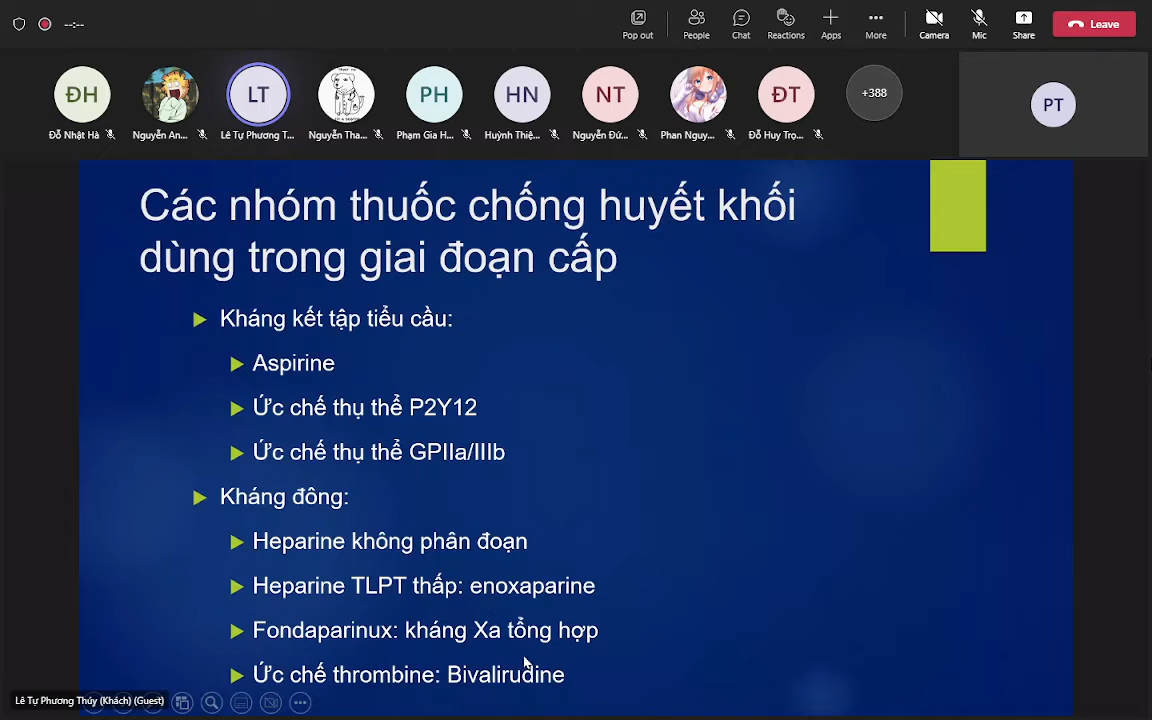 --:--
Pop out
People
Chat
Reactions
Apps
More
Camera
Mic
Share
Leave
ĐH
LT
PH
HN
NT
ĐT
+388
PT
Đỗ Nhật Hà
Nguyễn An...
Lê Tự Phương T...
Nguyễn Tha...
Phạm Gia H...
Huỳnh Thiệ...
Nguyễn Đứ...
Phan Nguy...
Đỗ Huy Trọ...
Các nhóm thuốc chống huyết khối
dùng trong giai đoạn cấp
Kháng kết tập tiểu cầu:
Aspirine
Ức chế thụ thể P2Y12
Ức chế thụ thể GPIIa/IIIb
Kháng đông:
Heparine không phân đoạn
Heparine TLPT thấp: enoxaparine
Fondaparinux: kháng Xa tổng hợp
Ức chế thrombine: Bivalirudine
Lê Tự Phương Thúy (Khách) (Guest)